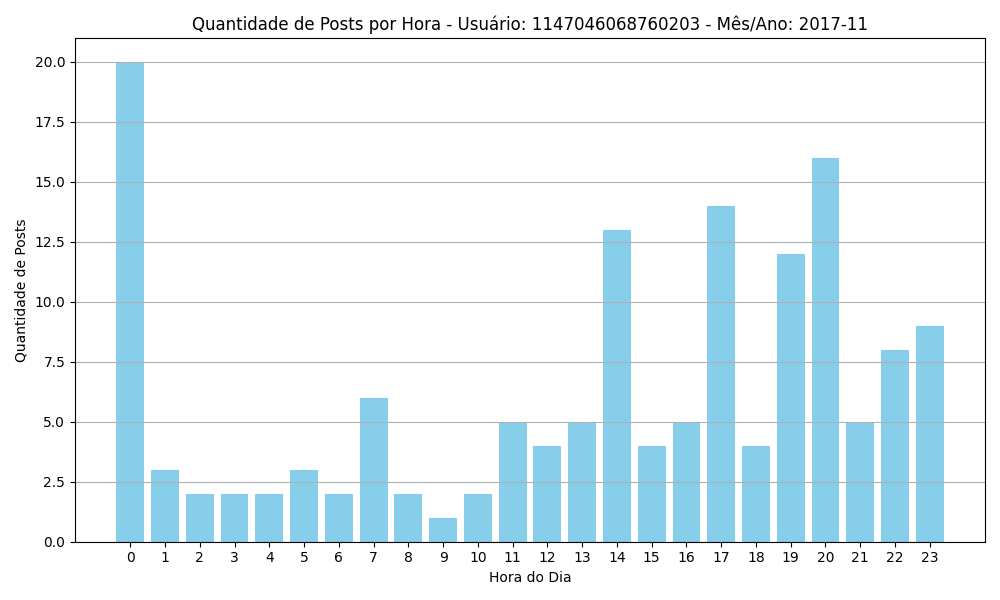 Quantidade de Posts por Hora - Usuário: 1147046068760203 - Mês/Ano: 2017-11
Quantidade de Posts
20.0
17.5
15.0
12.5
10.0
7.5
5.0
2.5
0.0
0 1 2 3 4 5 6 7 8 9 10 11 12 13 14 15 16 17 18 19 20 21 22 23
Hora do Dia